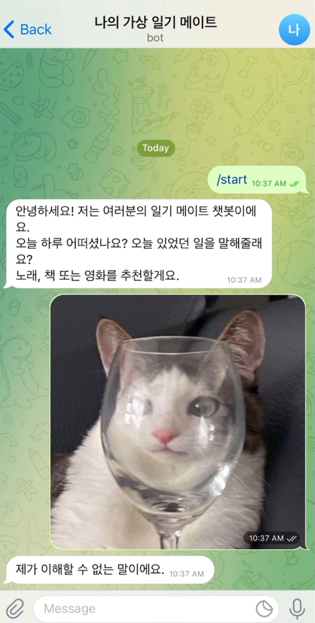 Back
나의 가상 일기 메이트
bot
나
Today
/start 10:37 AM
안녕하세요! 저는 여러분의 일기 메이트 챗봇이에
요.
오늘 하루 어떠셨나요? 오늘 있었던 일을 말해줄래
요?
노래, 책 또는 영화를 추천할게요. 10:37 AM
10:37 AM
제가 이해할 수 없는 말이에요. 10:37 AM
Message